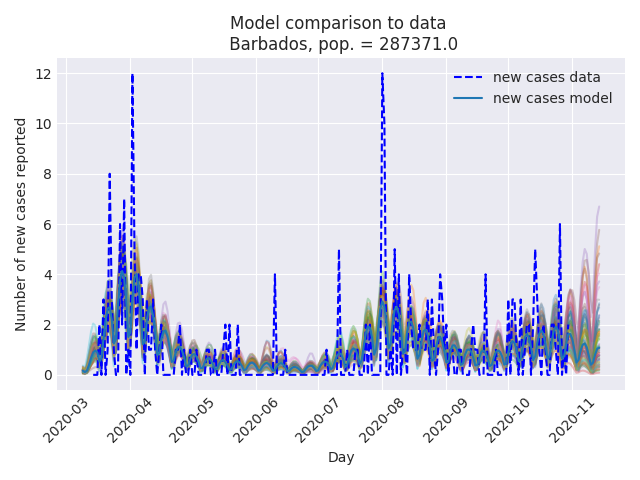 Model comparison to data
Barbados, pop. = 287371.0
new cases data
new cases model
Number of new cases reported
12
10
8
6
4
2
0
2020-03
2020-04
2020-05
2020-06
2020-07
2020-08
2020-09
2020-10
2020-11
Day